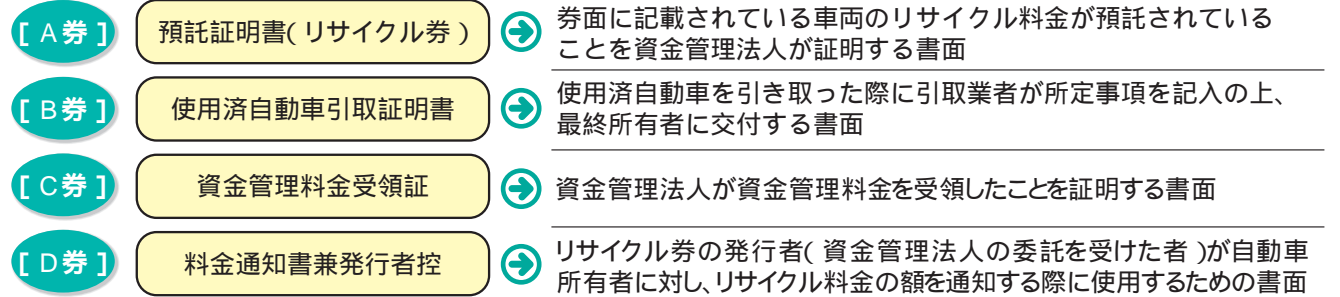 [A券] 預託証明書(リサイクル券) 券面に記載されている車両のリサイクル料金が預託されている
ことを資金管理法人が証明する書面
[B券] 使用済自動車引取証明書 使用済自動車を引き取った際に引取業者が所定事項を記入の上、
最終所有者に交付する書面
[C券] 資金管理料金受領証 資金管理法人が資金管理料金を受領したことを証明する書面
[D券] 料金通知書兼発行者控 リサイクル券の発行者(資金管理法人の委託を受けた者)が自動車
所有者に対し、リサイクル料金の額を通知する際に使用するための書面